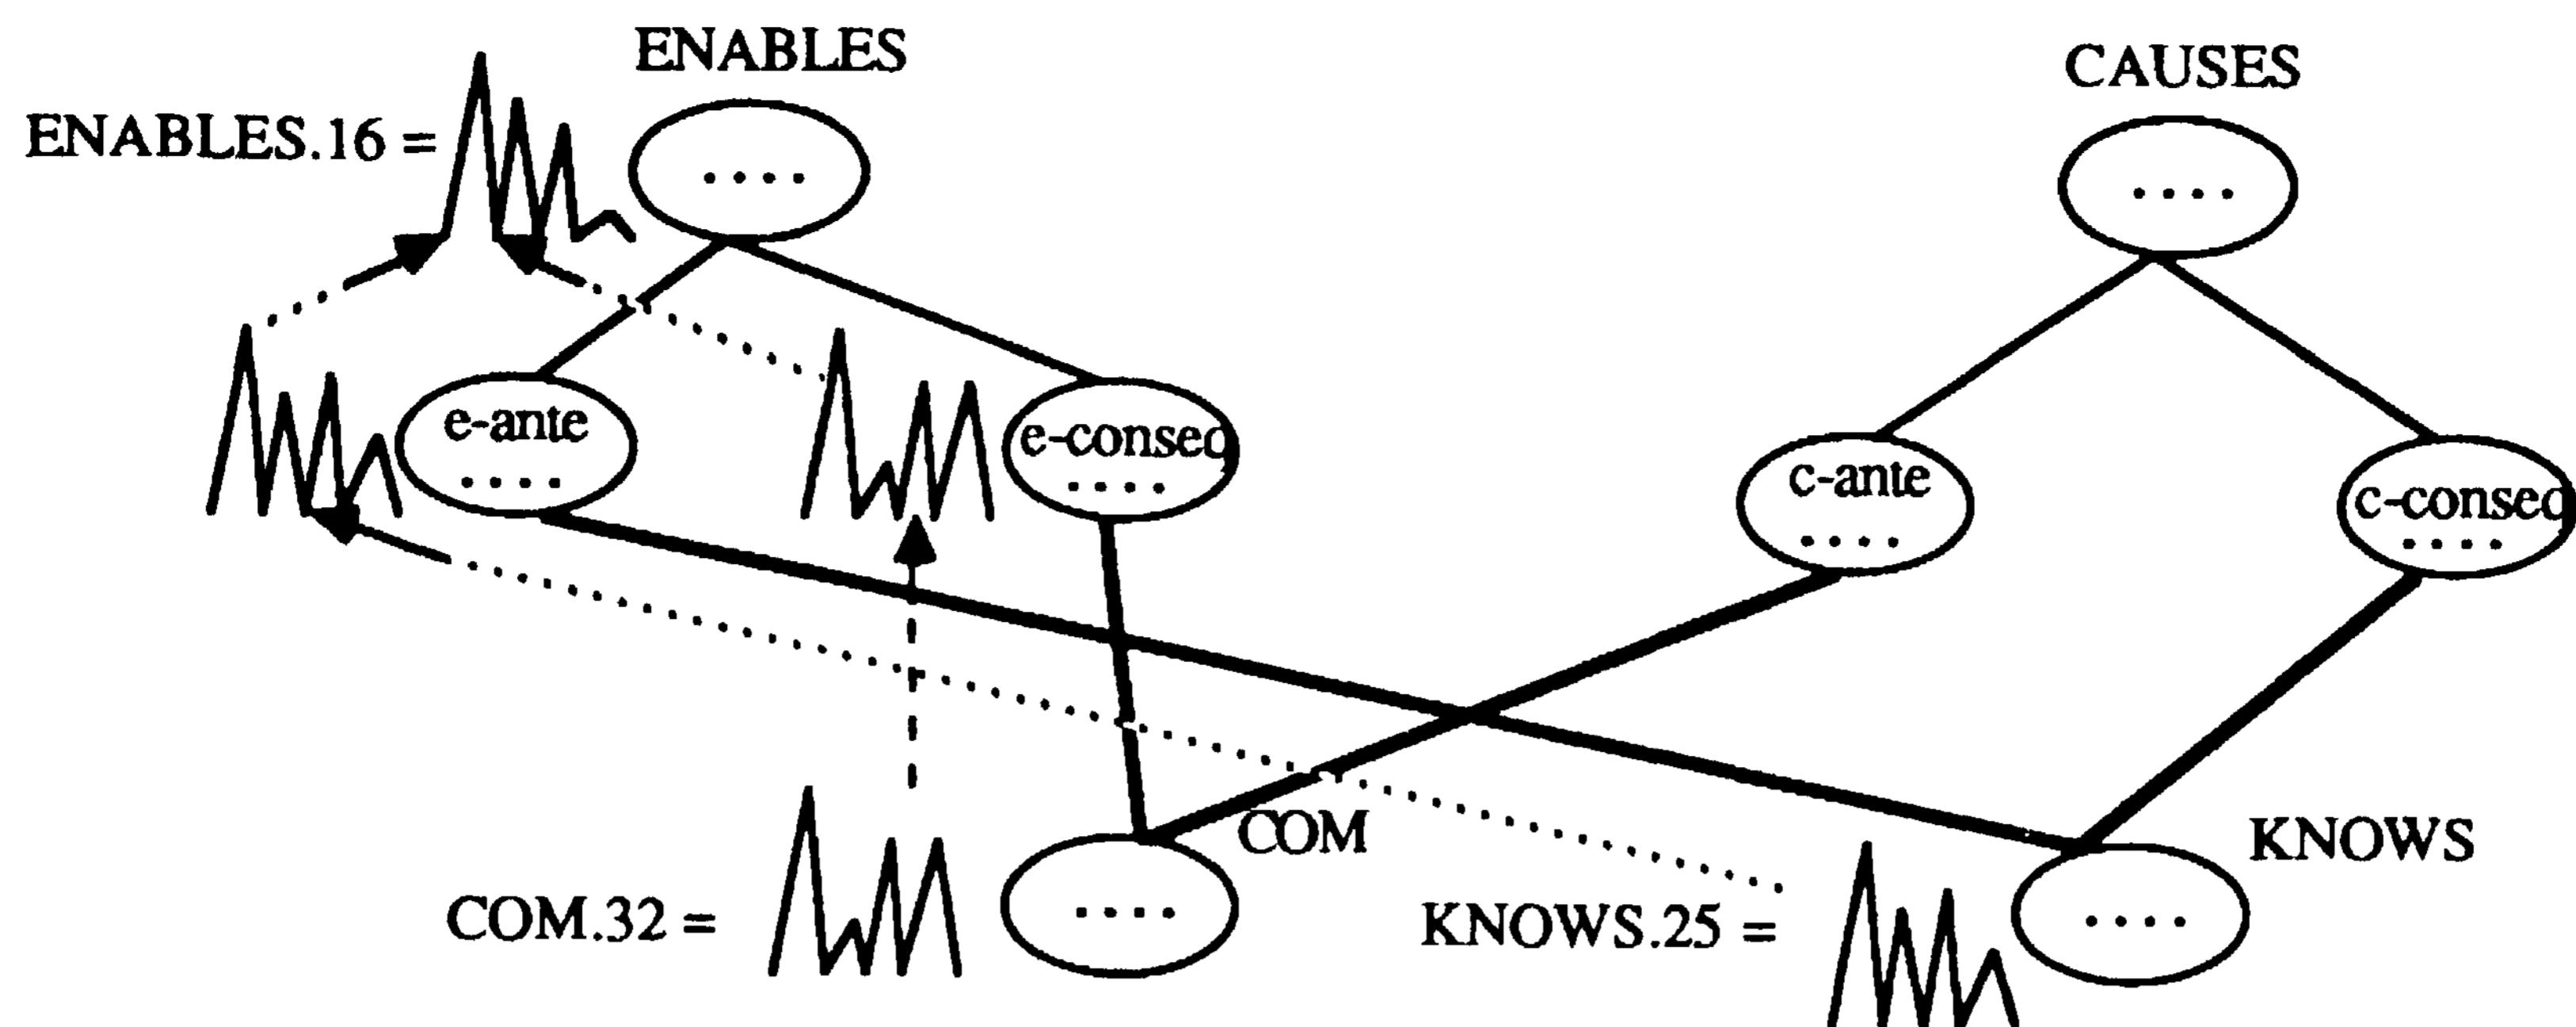 ENABLES
CAUSES
ENABLES.16 =
....
....
e-ante
....
e-conseq
....
c-ante
....
c-conseq
....
COM
KNOWS
COM.32 =
....
KNOWS.25 =
....